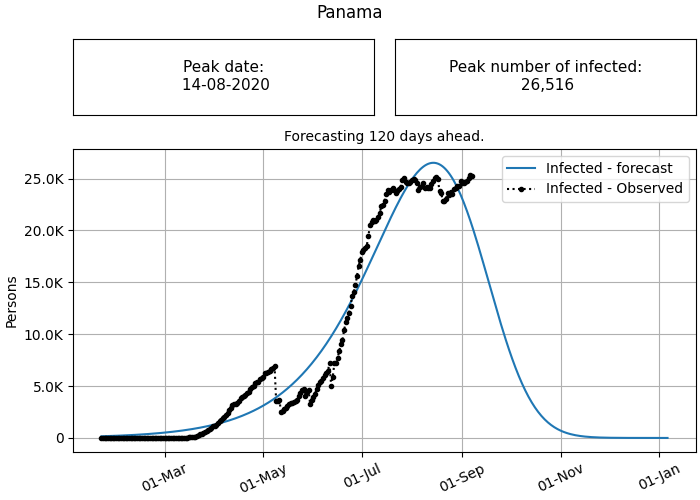 Panama
Peak date:
14-08-2020
Peak number of infected:
26,516
Forecasting 120 days ahead.
Infected - forecast
Infected - Observed
25.0K
20.0K
15.0K
10.0K
5.0K
0
Persons
01-Mar
01-May
01-Jul
01-Sep
01-Nov
01-Jan